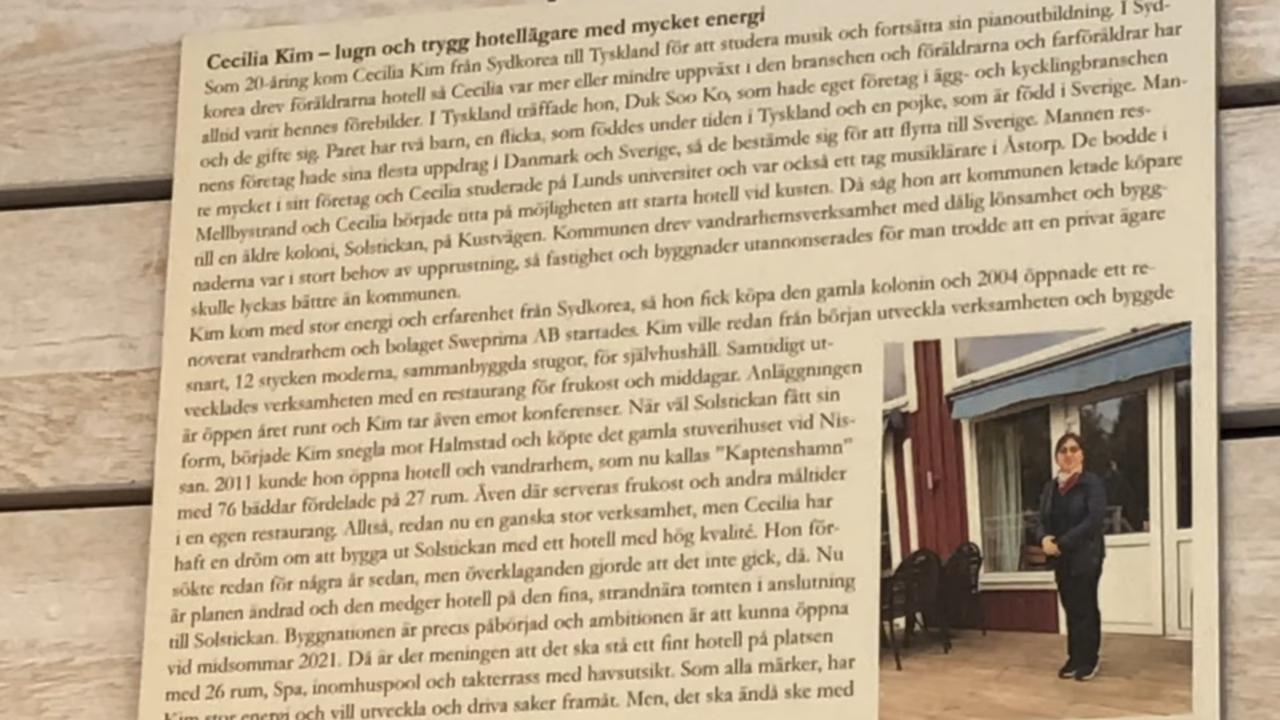 Cecilia Kim – lugn och trygg hotellägare med mycket energi
Som 20-åring kom Cecilia Kim från Sydkorea till Tyskland för att studera musik och fortsätta sin pianoutbildning. I Syd-
korea drev föräldrarna hotell så Cecilia var mer eller mindre uppväxt i den branschen och föräldrarna och farföräldrar har
alltid varit hennes förebilder. I Tyskland träffade hon, Duk Soo Ko, som hade eget företag i ägg- och kycklingbranschen
och de gifte sig. Paret har två barn, en flicka, som föddes under tiden i Tyskland och en pojke, som är född i Sverige. Man-
nens företag hade sina flesta uppdrag i Danmark och Sverige, så de bestämde sig för att flytta till Sverige. Mannen res-
te mycket i sitt företag och Cecilia studerade på Lunds universitet och var också ett tag musiklärare i Åstorp. De bodde i
Mellbystrand och Cecilia började titta på möjligheten att starta hotell vid kusten. Då såg hon att kommunen letade köpare
till en äldre koloni, Solstickan, på Kustvägen. Kommunen drev vandrarhemsverksamhet med dålig lönsamhet och bygg-
naderna var i stort behov av upprustning, så fastighet och byggnader utannonserades för man trodde att en privat ägare
skulle lyckas bättre än kommunen.
Kim kom med stor energi och erfarenhet från Sydkorea, så hon fick köpa den gamla kolonin och 2004 öppnade ett re-
noverat vandrarhem och bolaget Sweprima AB startades. Kim ville redan från början utveckla verksamheten och byggde
snart, 12 stycken moderna, sammanbyggda stugor, för självhushåll. Samtidigt ut-
vecklades verksamheten med en restaurang för frukost och middagar. Anläggningen
är öppen året runt och Kim tar även emot konferenser. När väl Solstickan fått sin
form, började Kim snegla mot Halmstad och köpte det gamla stuverihuset vid Nis-
san. 2011 kunde hon öppna hotell och vandrarhem, som nu kallas "Kaptenshamn"
med 76 bäddar fördelade på 27 rum. Även där serveras frukost och andra måltider
i en egen restaurang. Alltså, redan nu en ganska stor verksamhet, men Cecilia har
haft en dröm om att bygga ut Solstickan med ett hotell med hög kvalité. Hon för-
sökte redan för några år sedan, men överklaganden gjorde att det inte gick, då. Nu
är planen ändrad och den medger hotell på den fina, strandnära tomten i anslutning
till Solstickan. Byggnationen är precis påbörjad och ambitionen är att kunna öppna
vid midsommar 2021. Då är det meningen att det ska stå ett fint hotell på platsen
med 26 rum, Spa, inomhuspool och takterrass med havsutsikt. Som alla märker, har
Kim stor energi och vill utveckla och driva saker framåt. Men, det ska ändå ske med